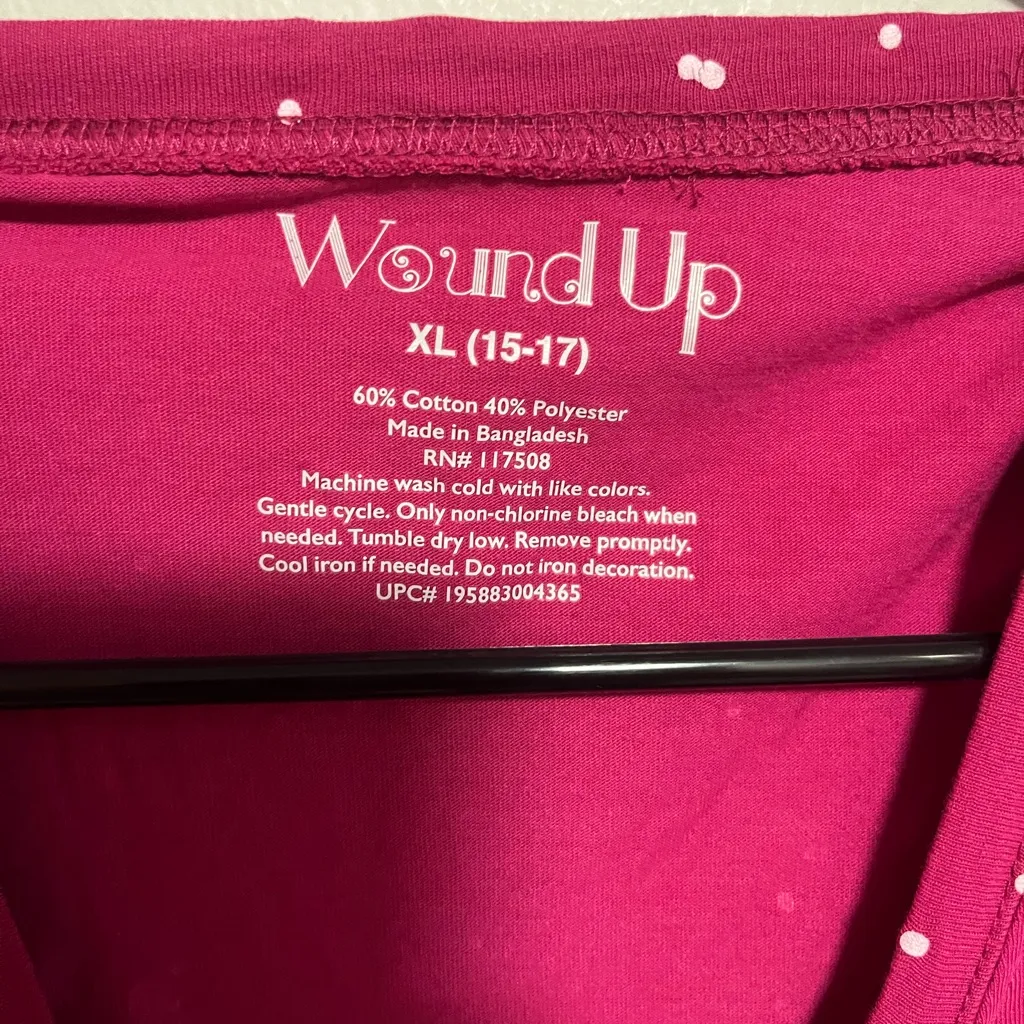 Wound Up
XL (15-17)
60% Cotton 40% Polyester
Made in Bangladesh
RN# 117508
Machine wash cold with like colors.
Gentle cycle. Only non-chlorine bleach when
needed. Tumble dry low. Remove promptly.
Cool iron if needed. Do not iron decoration.
UPC# 195883004365